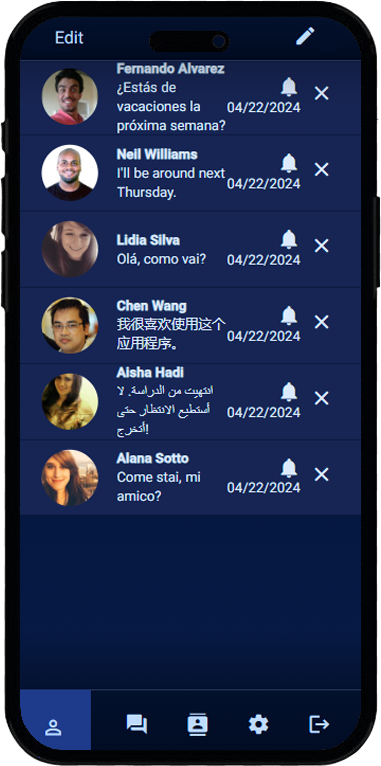 Edit
Fernando Alvarez
¿Estás de
vacaciones la
próxima semana?
04/22/2024
Neil Williams
I'll be around next
Thursday.
04/22/2024
Lidia Silva
Olá, como vai?
04/22/2024
Chen Wang
我很喜欢使用这个
应用程序。
04/22/2024
Aisha Hadi
انتهيت من الدراسة. لا
أستطيع الانتظار حتى
أتخرج!
04/22/2024
Alana Sotto
Come stai, mi
amico?
04/22/2024